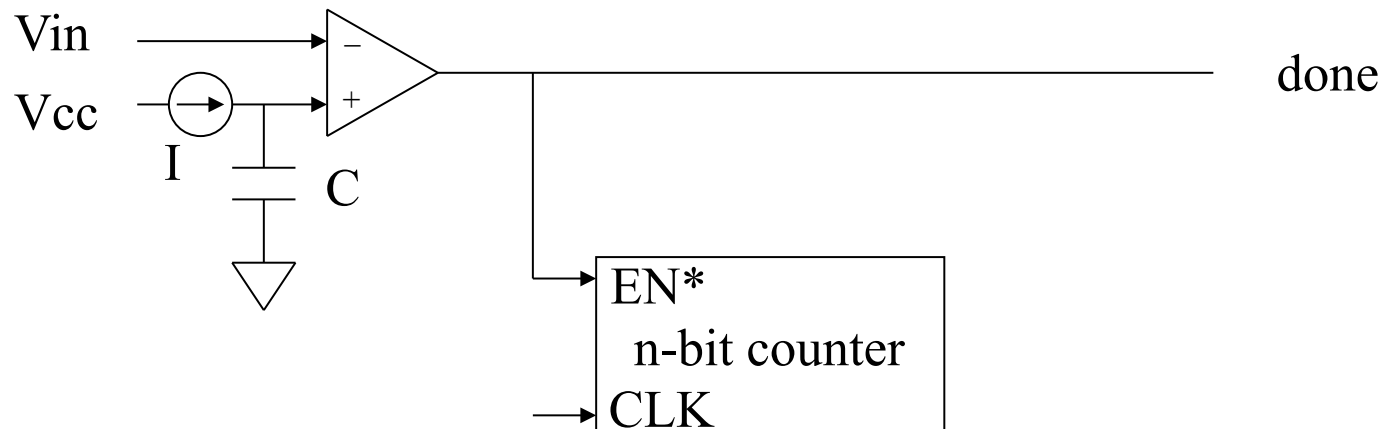 Vin
−
done
Vcc
+
I
C
EN*
n-bit counter
CLK